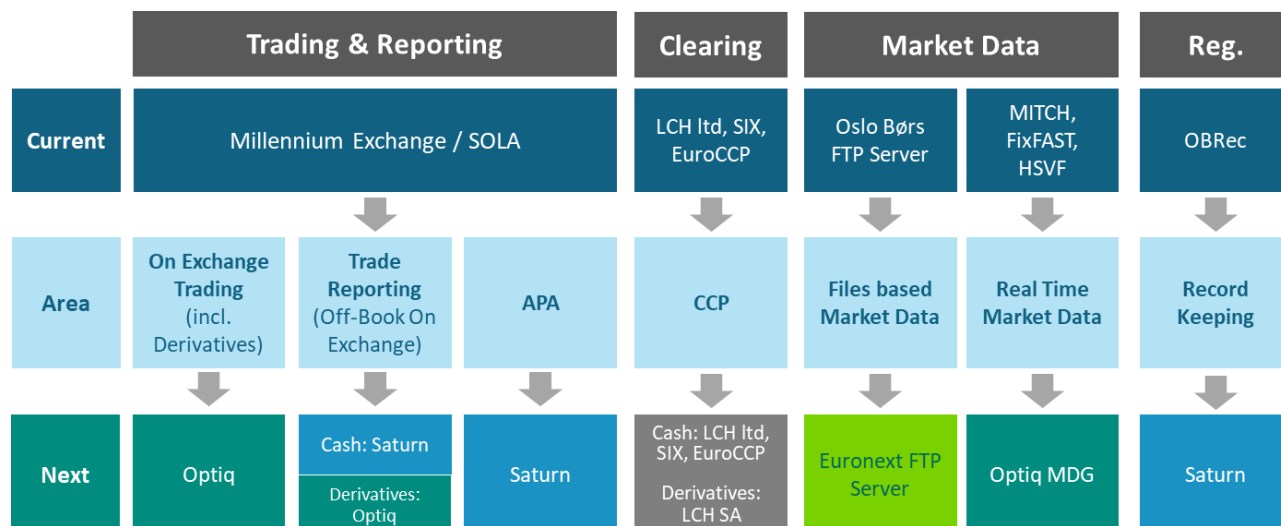 Trading & Reporting
Clearing
Market Data
Reg.
Current
Millennium Exchange / SOLA
LCH ltd, SIX,
EuroCCP
Oslo Børs
FTP Server
MITCH,
FixFAST,
HSVF
OBRec
Area
On Exchange
Trading
(incl.
Derivatives)
Trade
Reporting
(Off-Book On
Exchange)
APA
CCP
Files based
Market Data
Real Time
Market Data
Record
Keeping
Next
Optiq
Cash: Saturn
Derivatives:
Optiq
Saturn
Cash: LCH ltd,
SIX, EuroCCP
Derivatives:
LCH SA
Euronext FTP
Server
Optiq MDG
Saturn